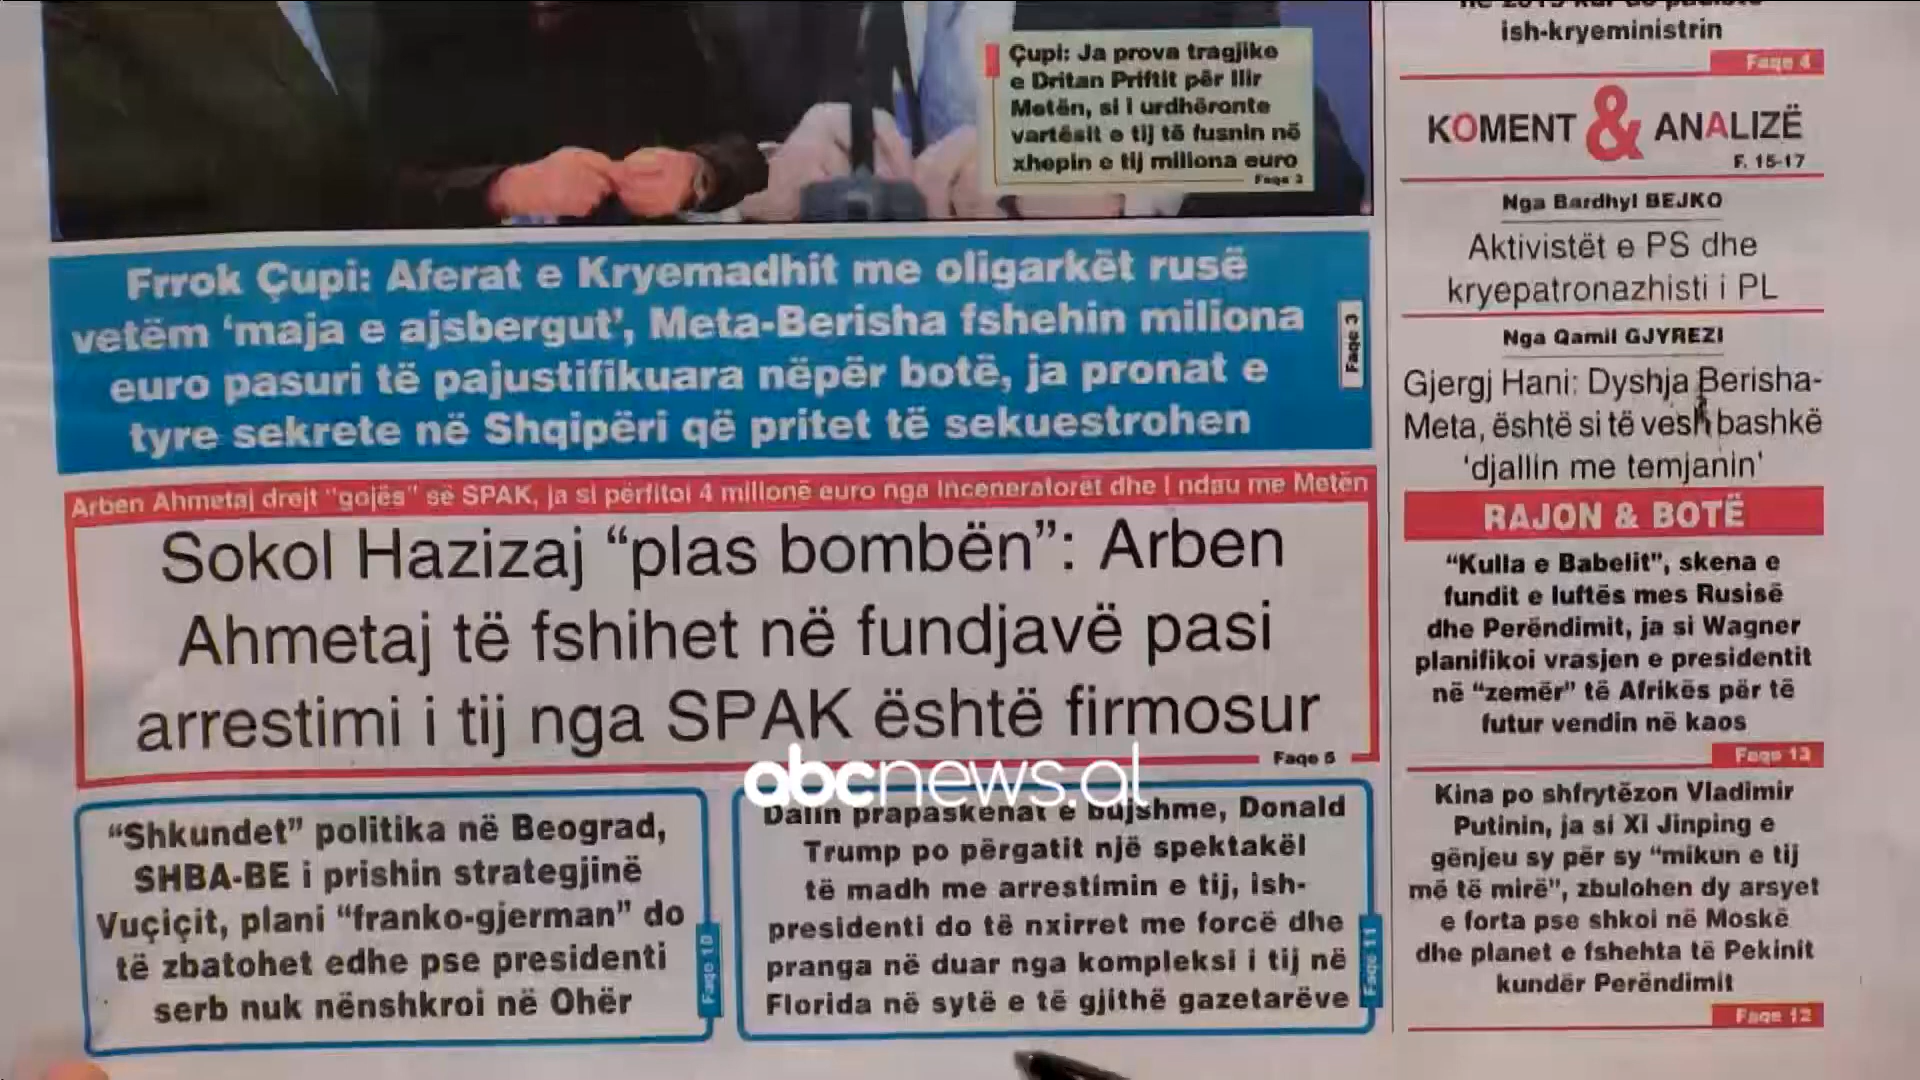 Çupi: Ja prova tragjike
e Dritan Priftit për Ilir
Metën, si i urdhëronte
vartësit e tij të fusnin në
xhepin e tij miliona euro
Faqe 3
Frrok Çupi: Aferat e Kryemadhit me oligarkët rusë
vetëm ‘maja e ajsbergut’, Meta-Berisha fshehin miliona
euro pasuri të pajustifikuara nëpër botë, ja pronat e
tyre sekrete në Shqipëri që pritet të sekuestrohen
Faqe 3
Arben Ahmetaj drejt "gojës" së SPAK, ja si përfitoi 4 milionë euro nga Inceneratorët dhe i ndau me Metën
Sokol Hazizaj “plas bombën”: Arben
Ahmetaj të fshihet në fundjavë pasi
arrestimi i tij nga SPAK është firmosur
Faqe 5
abcnews.al
“Shkundet” politika në Beograd,
SHBA-BE i prishin strategjinë
Vuçiçit, plani “franko-gjerman” do
të zbatohet edhe pse presidenti
serb nuk nënshkroi në Ohër
Faqe 10
Dalin prapaskenat e bujshme, Donald
Trump po përgatit një spektakël
të madh me arrestimin e tij, ish-
presidenti do të nxirret me forcë dhe
pranga në duar nga kompleksi i tij në
Florida në sytë e të gjithë gazetarëve
Faqe 11
ish-kryeministrin
Faqe 4
KOMENT & ANALIZË
F. 15-17
Nga Bardhyl BEJKO
Aktivistët e PS dhe
kryepatronazhisti i PL
Nga Qamil GJYREZI
Gjergj Hani: Dyshja Berisha-
Meta, është si të vesh bashkë
'djallin me temjanin'
RAJON & BOTË
“Kulla e Babelit”, skena e
fundit e luftës mes Rusisë
dhe Perëndimit, ja si Wagner
planifikoi vrasjen e presidentit
në “zemër” të Afrikës për të
futur vendin në kaos
Faqe 13
Kina po shfrytëzon Vladimir
Putinin, ja si Xi Jinping e
gënjeu sy për sy “mikun e tij
më të mirë”, zbulohen dy arsyet
e forta pse shkoi në Moskë
dhe planet e fshehta të Pekinit
kundër Perëndimit
Faqe 12